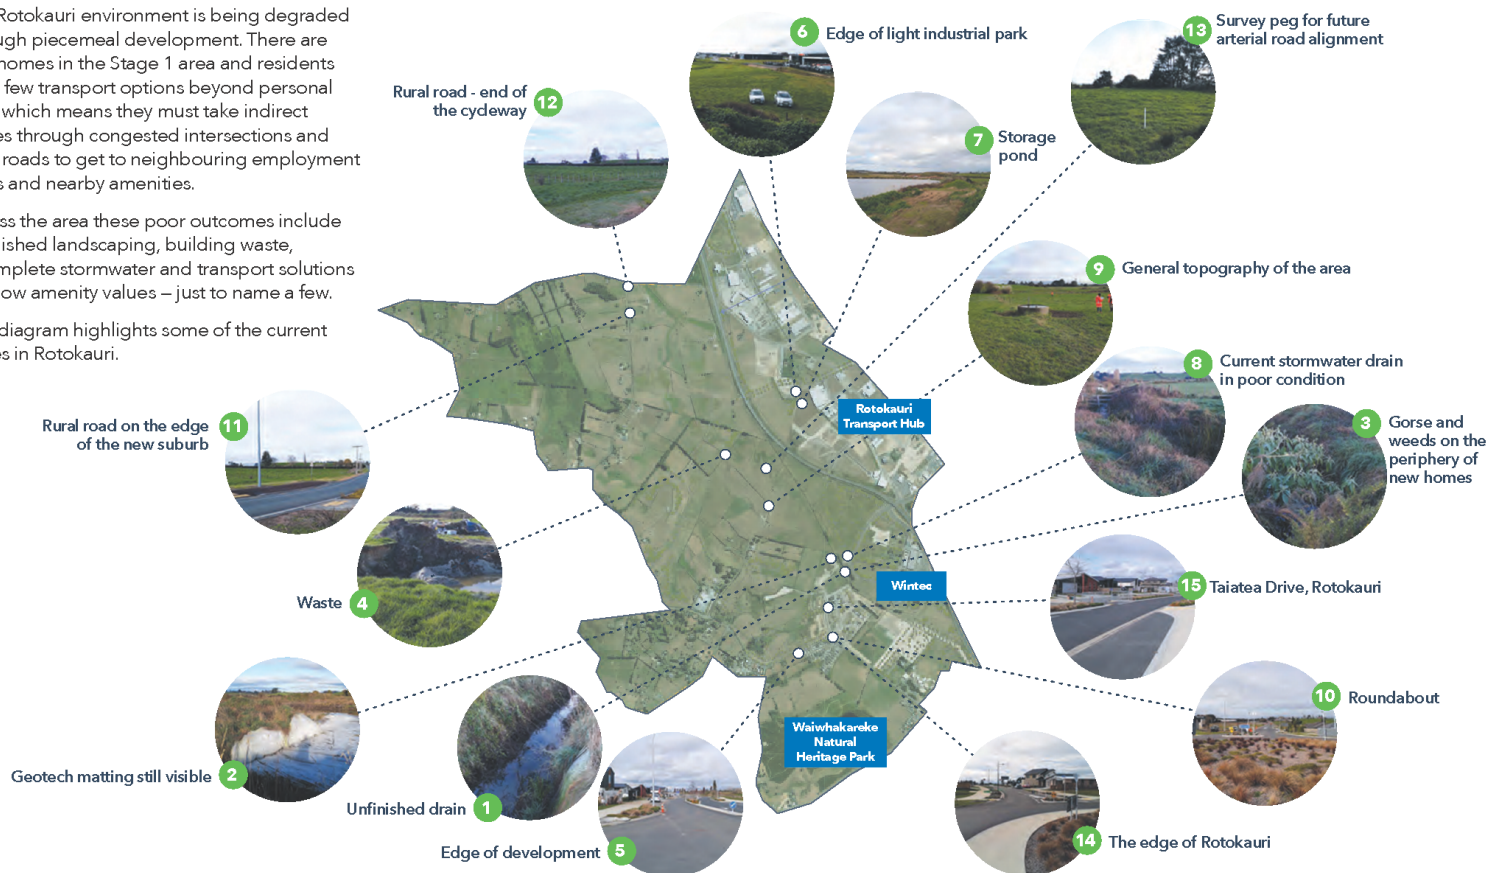 Rotokauri environment is being degraded
ugh piecemeal development. There are
homes in the Stage 1 area and residents
few transport options beyond personal
which means they must take indirect
es through congested intersections and
roads to get to neighbouring employment
s and nearby amenities.
ss the area these poor outcomes include
ished landscaping, building waste,
mplete stormwater and transport solutions
ow amenity values – just to name a few.
diagram highlights some of the current
es in Rotokauri.
Rural road - end of
the cycleway
12
6
Edge of light industrial park
7
Storage
pond
13
Survey peg for future
arterial road alignment
9
General topography of the area
8
Current stormwater drain
in poor condition
3
Gorse and
weeds on the
periphery of
new homes
Rural road on the edge
of the new suburb
11
Rotokauri
Transport Hub
Waste
4
Wintec
15
Taiatea Drive, Rotokauri
10
Roundabout
Waiwhakareke
Natural
Heritage Park
Geotech matting still visible
2
Unfinished drain
1
Edge of development
5
14
The edge of Rotokauri